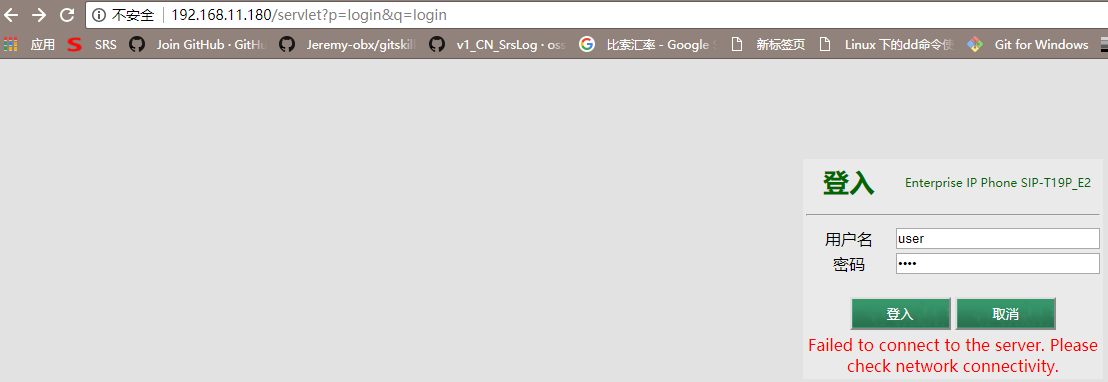 不安全 192.168.11.180/servlet?p=login&q=login
应用 SRS Join GitHub · GitHu Jeremy-obx/gitskill v1_CN_SrsLog · oss 比索汇率 - Google 新标签页 Linux 下的dd命令使 Git for Windows
登入 Enterprise IP Phone SIP-T19P_E2
用户名 user
密码 ••••
登入 取消
Failed to connect to the server. Please
check network connectivity.